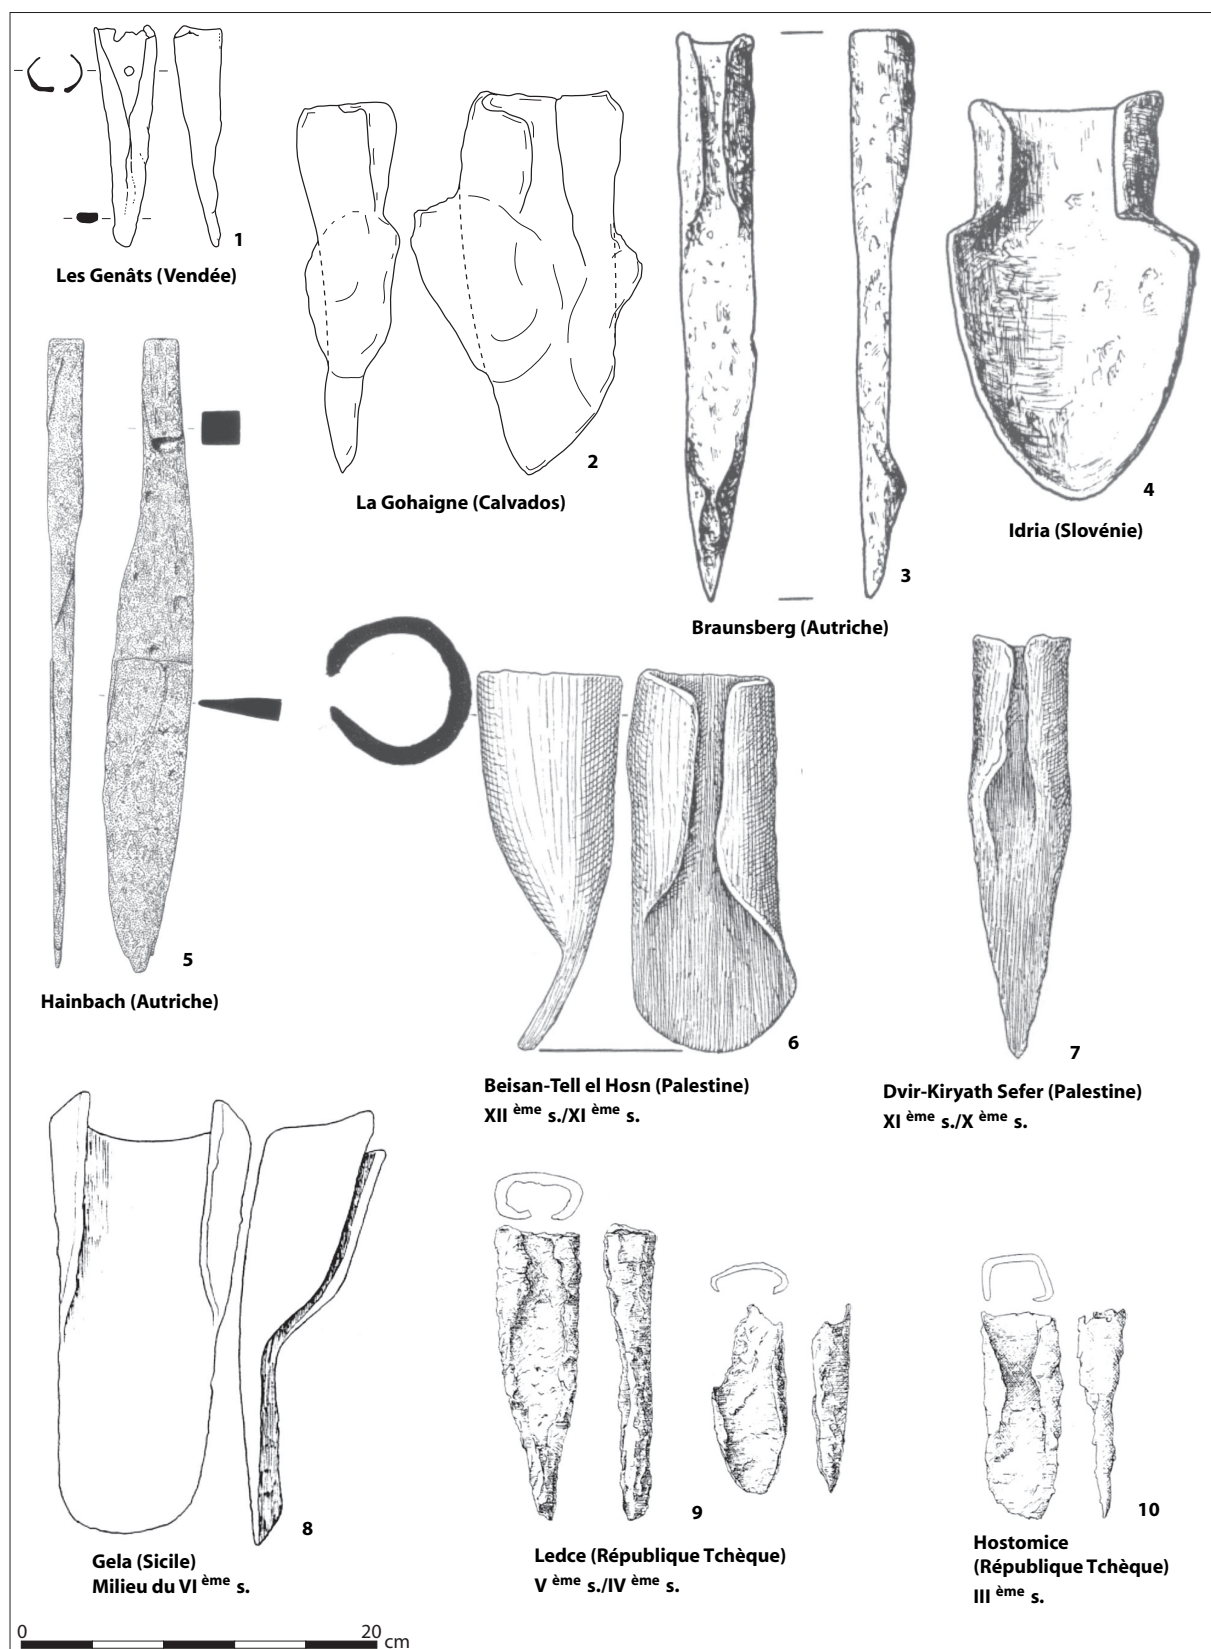 1
Les Genâts (Vendée)
2
La Gohaigne (Calvados)
3
Braunsberg (Autriche)
4
Idria (Slovénie)
5
Hainbach (Autriche)
6
Beisan-Tell el Hosn (Palestine)
XII ème s./XI ème s.
7
Dvir-Kiryath Sefer (Palestine)
XI ème s./X ème s.
8
Gela (Sicile)
Milieu du VI ème s.
9
Ledce (République Tchèque)
V ème s./IV ème s.
10
Hostomice
(République Tchèque)
III ème s.
0 20 cm